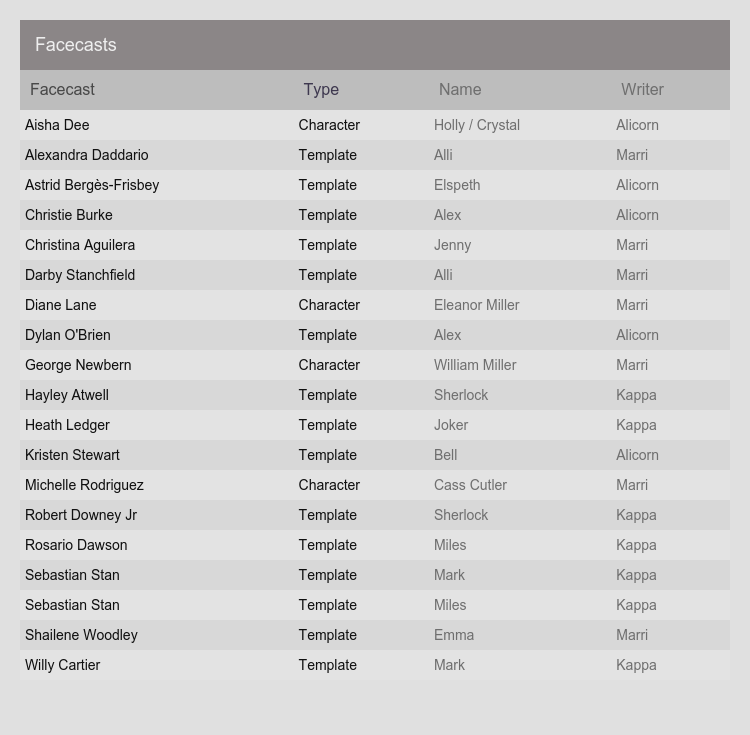 Facecasts
Facecast Type Name Writer
Aisha Dee Character Holly / Crystal Alicorn
Alexandra Daddario Template Alli Marri
Astrid Bergès-Frisbey Template Elspeth Alicorn
Christie Burke Template Alex Alicorn
Christina Aguilera Template Jenny Marri
Darby Stanchfield Template Alli Marri
Diane Lane Character Eleanor Miller Marri
Dylan O'Brien Template Alex Alicorn
George Newbern Character William Miller Marri
Hayley Atwell Template Sherlock Kappa
Heath Ledger Template Joker Kappa
Kristen Stewart Template Bell Alicorn
Michelle Rodriguez Character Cass Cutler Marri
Robert Downey Jr Template Sherlock Kappa
Rosario Dawson Template Miles Kappa
Sebastian Stan Template Mark Kappa
Sebastian Stan Template Miles Kappa
Shailene Woodley Template Emma Marri
Willy Cartier Template Mark Kappa